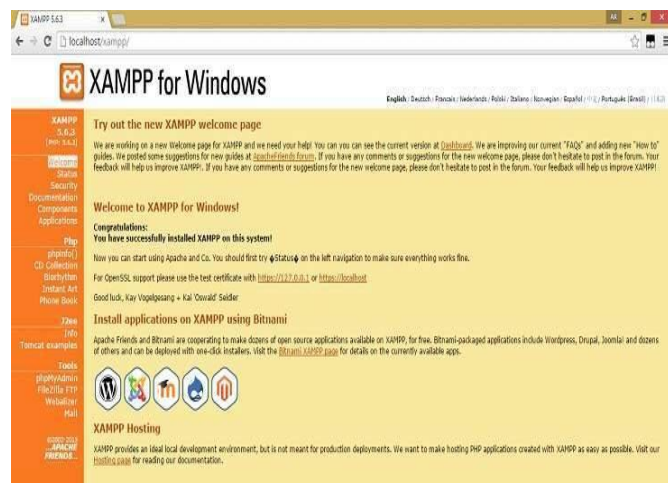 XAMPP 5.6.3
localhost/xampp/
XAMPP for Windows
English / Deutsch / Francais / Nederlands / Polski / Italiano / Norwegian / Español / 中文 / Português (Brasil) /
XAMPP
5.6.3
[PHP: 5.6.3]
Welcome
Status
Security
Documentation
Components
Applications
Php
phpinfo()
CD Collection
Biorhythm
Instant Art
Phone Book
J2ee
Info
Tomcat examples
Tools
phpMyAdmin
FileZilla FTP
Webalizer
Mail
...APACHE
FRIENDS...
Try out the new XAMPP welcome page
We are working on a new Welcome page for XAMPP and we need your help! You can you can see the current version at Dashboard. We are improving our current "FAQs" and adding new "How to"
guides. We posted some suggestions for new guides at ApacheFriends forum. If you have any comments or suggestions for the new welcome page, please don't hesitate to post in the forum. Your
feedback will help us improve XAMPP!. If you have any comments or suggestions for the new welcome page, please don't hesitate to post in the forum. Your feedback will help us improve XAMPP!
Welcome to XAMPP for Windows!
Congratulations:
You have successfully installed XAMPP on this system!
Now you can start using Apache and Co. You should first try �Status� on the left navigation to make sure everything works fine.
For OpenSSL support please use the test certificate with https://127.0.0.1 or https://localhost
Good luck, Kay Vogelgesang + Kai 'Oswald' Seidler
Install applications on XAMPP using Bitnami
Apache Friends and Bitnami are cooperating to make dozens of open source applications available on XAMPP, for free. Bitnami-packaged applications include Wordpress, Drupal, Joomla! and dozens
of others and can be deployed with one-click installers. Visit the Bitnami XAMPP page for details on the currently available apps.
XAMPP Hosting
XAMPP provides an ideal local development environment, but is not meant for production deployments. We want to make hosting PHP applications created with XAMPP as easy as possible. Visit our
Hosting page for reading our documentation.